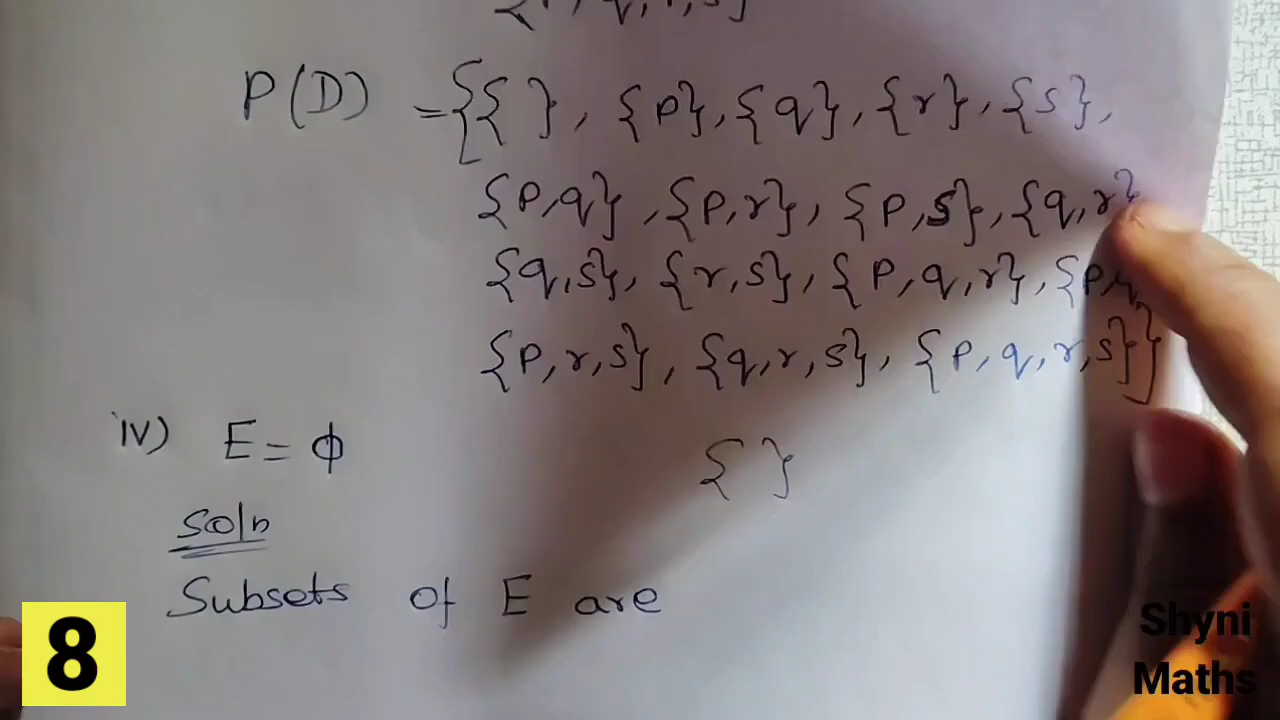 P(D) = {{ }, {p}, {q}, {r}, {s},
{p,q}, {p,r}, {p,s}, {q,r}
{q,s}, {r,s}, {p,q,r}, {p,q
{p,r,s}, {q,r,s}, {p,q,r,s}}
iv) E = ϕ { }
Soln
Subsets of E are
8
Shyni
Maths